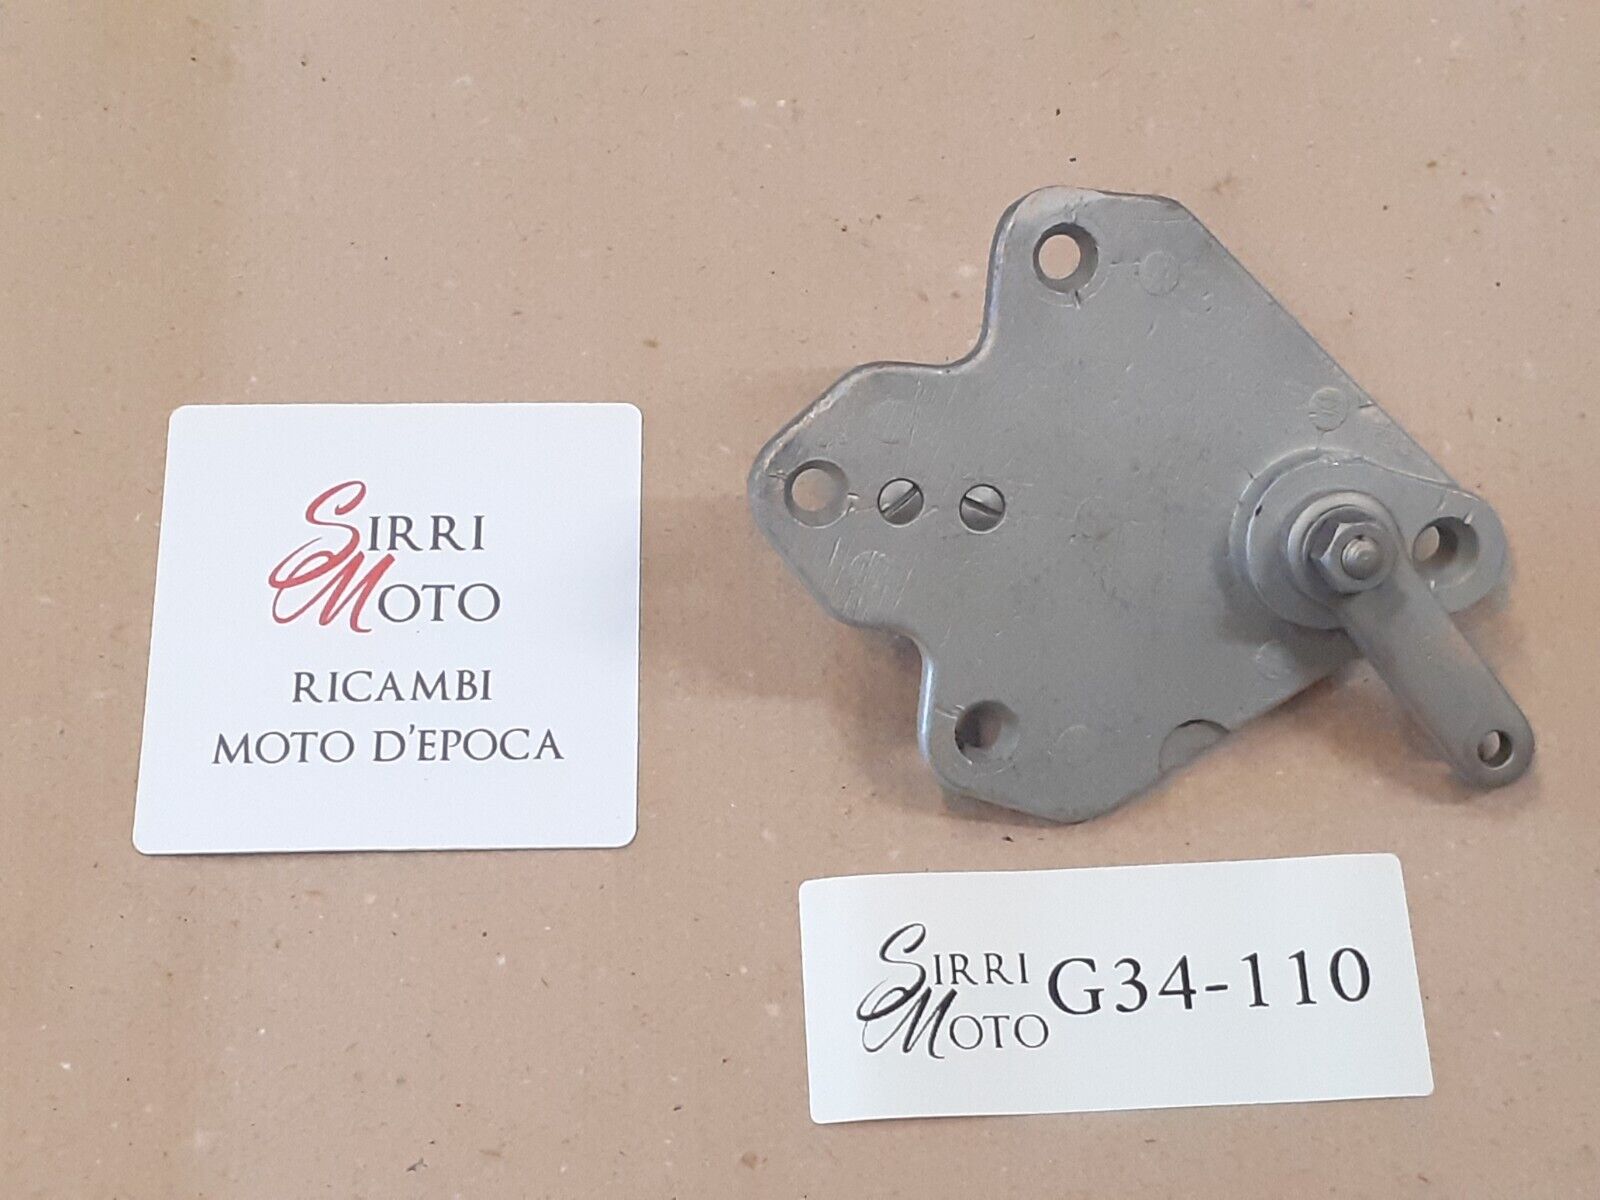 SIRRI
MOTO
RICAMBI
MOTO D'EPOCA
SIRRI
MOTO
G34-110